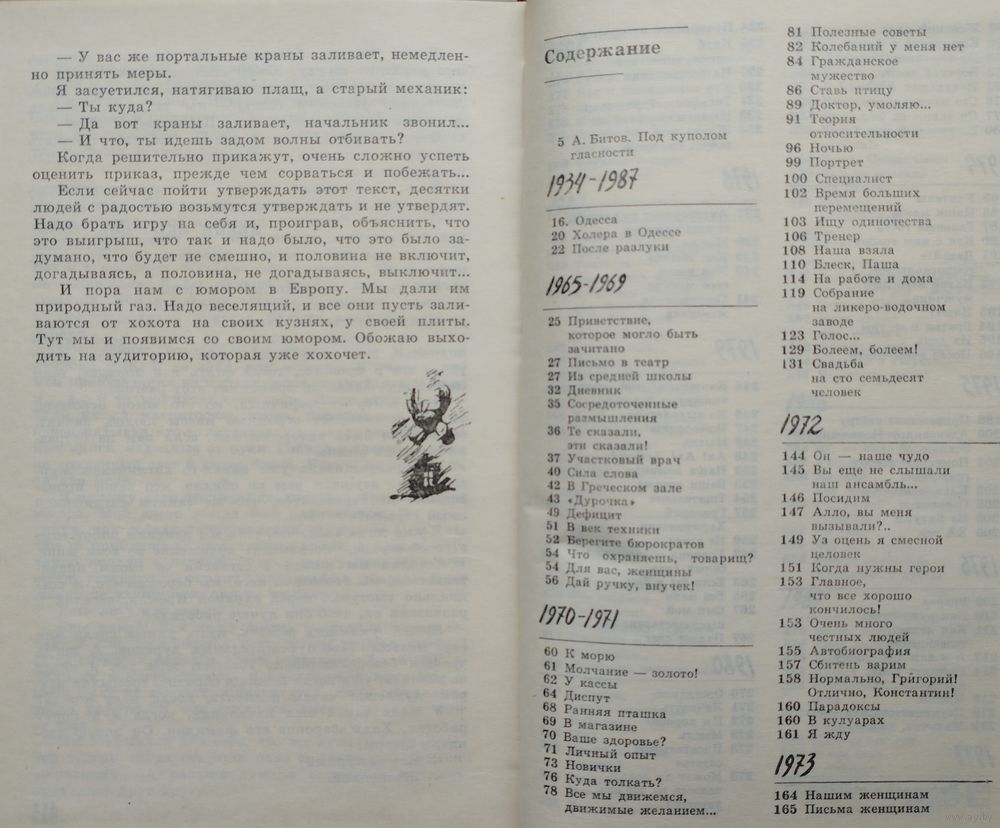 — У вас же портальные краны заливает, немедлен-
но принять меры.
Я засуетился, натягиваю плащ, а старый механик:
— Ты куда?
— Да вот краны заливает, начальник звонил...
— И что, ты идешь задом волны отбивать?
Когда решительно прикажут, очень сложно успеть
оценить приказ, прежде чем сорваться и побежать...
Если сейчас пойти утверждать этот текст, десятки
людей с радостью возьмутся утверждать и не утвердят.
Надо брать игру на себя и, проиграв, объяснить, что
это выигрыш, что так и надо было, что это было за-
думано, что будет не смешно, и половина не включит,
догадываясь, а половина, не догадываясь, выключит...
И пора нам с юмором в Европу. Мы дали им
природный газ. Надо веселящий, и все они пусть зали-
ваются от хохота на своих кузнях, у своей плиты.
Тут мы и появимся со своим юмором. Обожаю выхо-
дить на аудиторию, которая уже хохочет.
Содержание
5 А. Битов. Под куполом
гласности
1934-1987
16. Одесса
20 Холера в Одессе
22 После разлуки
1965-1969
25 Приветствие,
которое могло быть
зачитано
27 Письмо в театр
27 Из средней школы
32 Дневник
35 Сосредоточенные
размышления
36 Те сказали,
эти сказали!
37 Участковый врач
40 Сила слова
42 В Греческом зале
43 «Дурочка»
49 Дефицит
51 В век техники
52 Берегите бюрократов
54 Что охраняешь, товарищ?
54 Для вас, женщины
56 Дай ручку, внучек!
1970-1971
60 К морю
61 Молчание — золото!
62 У кассы
64 Диспут
68 Ранняя пташка
69 В магазине
70 Ваше здоровье?
71 Личный опыт
73 Новички
76 Куда толкать?
78 Все мы движемся,
движимые желанием...
81 Полезные советы
82 Колебаний у меня нет
84 Гражданское
мужество
86 Ставь птицу
89 Доктор, умоляю...
91 Теория
относительности
96 Ночью
99 Портрет
100 Специалист
102 Время больших
перемещений
103 Ищу одиночества
106 Тренер
108 Наша взяла
110 Блеск, Паша
114 На работе и дома
119 Собрание
на ликеро-водочном
заводе
123 Голос...
129 Болеем, болеем!
131 Свадьба
на сто семьдесят
человек
1972
144 Он — наше чудо
145 Вы еще не слышали
наш ансамбль...
146 Посидим
147 Алло, вы меня
вызывали?..
149 Уз оцень я смесной
целовек
151 Когда нужны герои
153 Главное,
что все хорошо
кончилось!
153 Очень много
честных людей
155 Автобиография
157 Сбитень варим
158 Нормально, Григорий!
Отлично, Константин!
160 Парадоксы
160 В кулуарах
161 Я жду
1973
164 Нашим женщинам
165 Письма женщинам